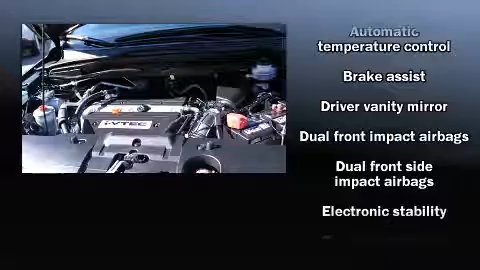 Automatic
temperature control
Brake assist
Driver vanity mirror
Dual front impact airbags
Dual front side
impact airbags
Electronic stability
i-VTEC